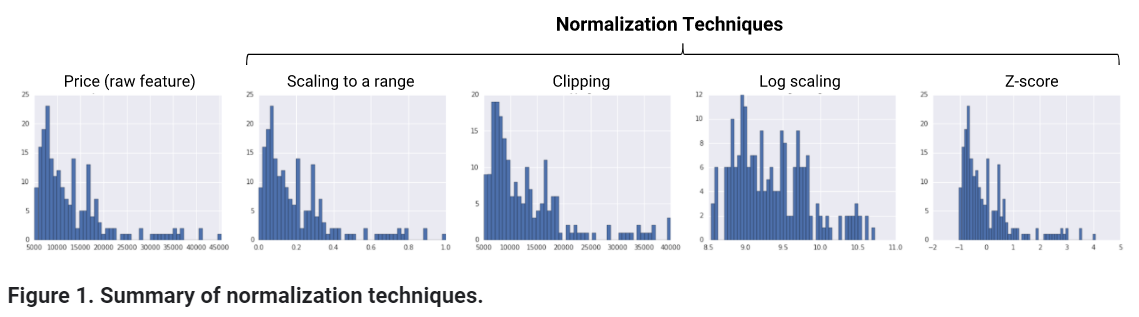 Normalization Techniques
Price (raw feature)
Scaling to a range
Clipping
Log scaling
Z-score
25
20
15
10
5
0
5000 10000 15000 20000 25000 30000 35000 40000 45000
25
20
15
10
5
0
0.0 0.2 0.4 0.6 0.8 1.0
20
15
10
5
0
5000 10000 15000 20000 25000 30000 35000 40000
12
10
8
6
4
2
0
8.5 9.0 9.5 10.0 10.5 11.0
25
20
15
10
5
0
−2 −1 0 1 2 3 4 5
Figure 1. Summary of normalization techniques.